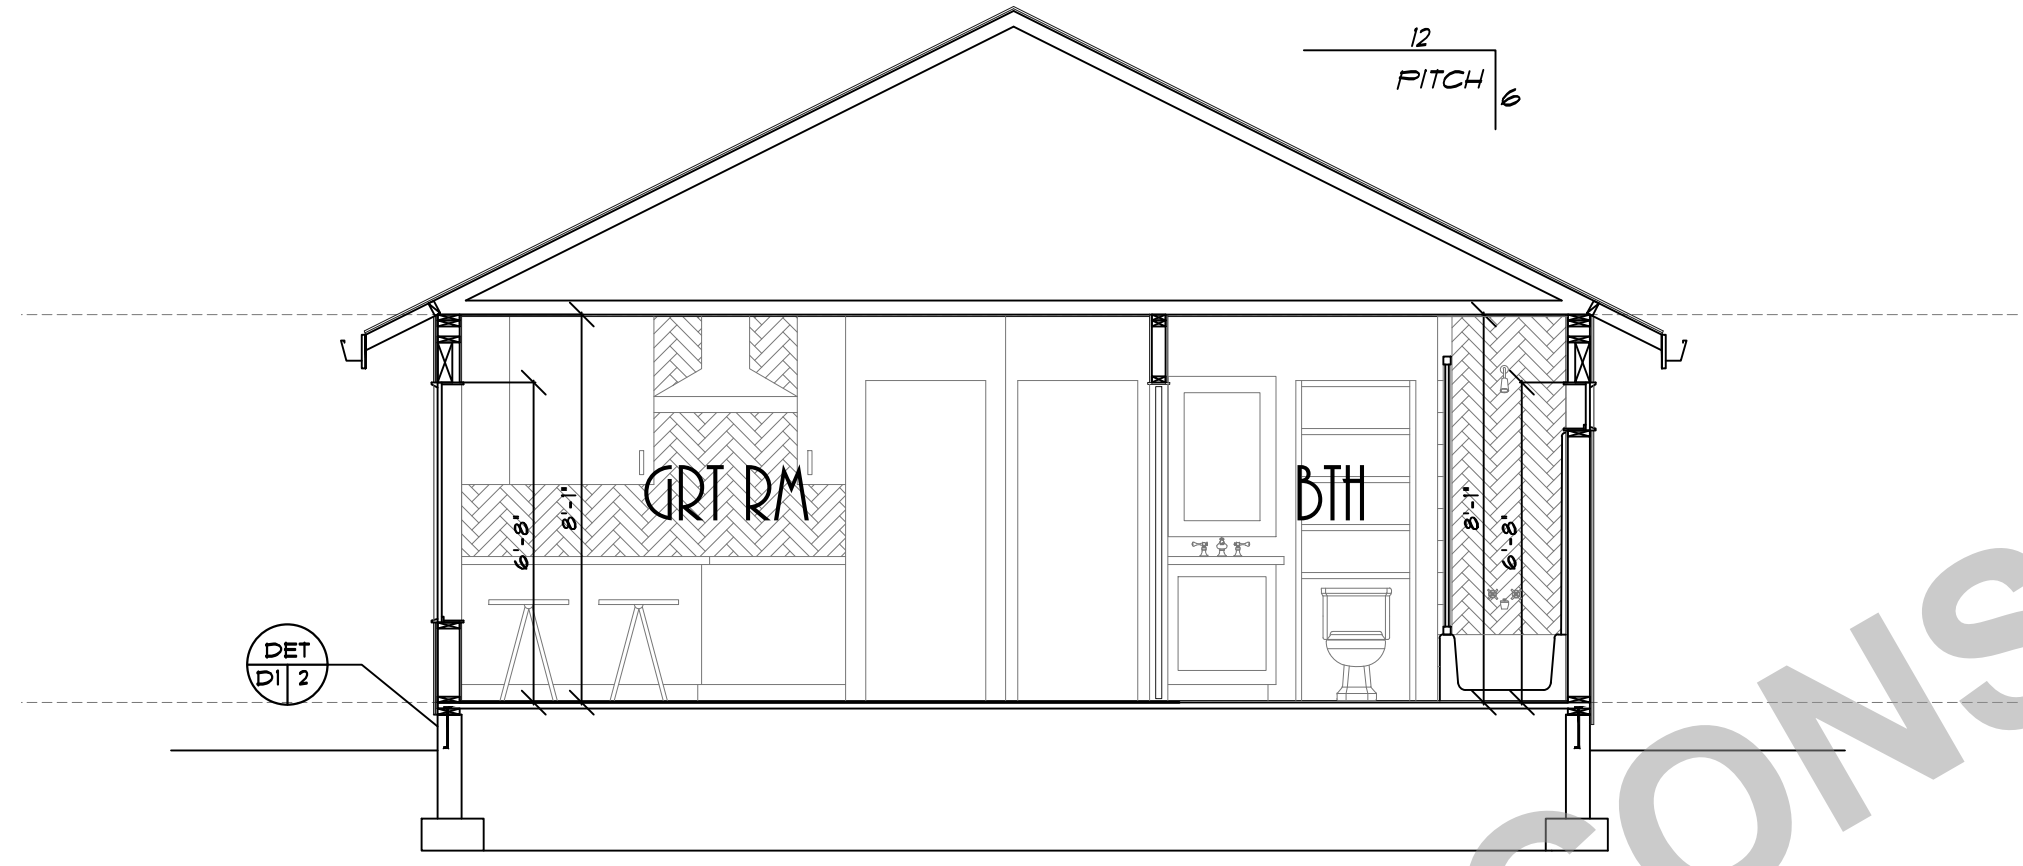 12
PITCH
6
GRT RM
BTH
6'-8"
8'-1"
8'-1"
6'-8"
DET
D1 2
CONS